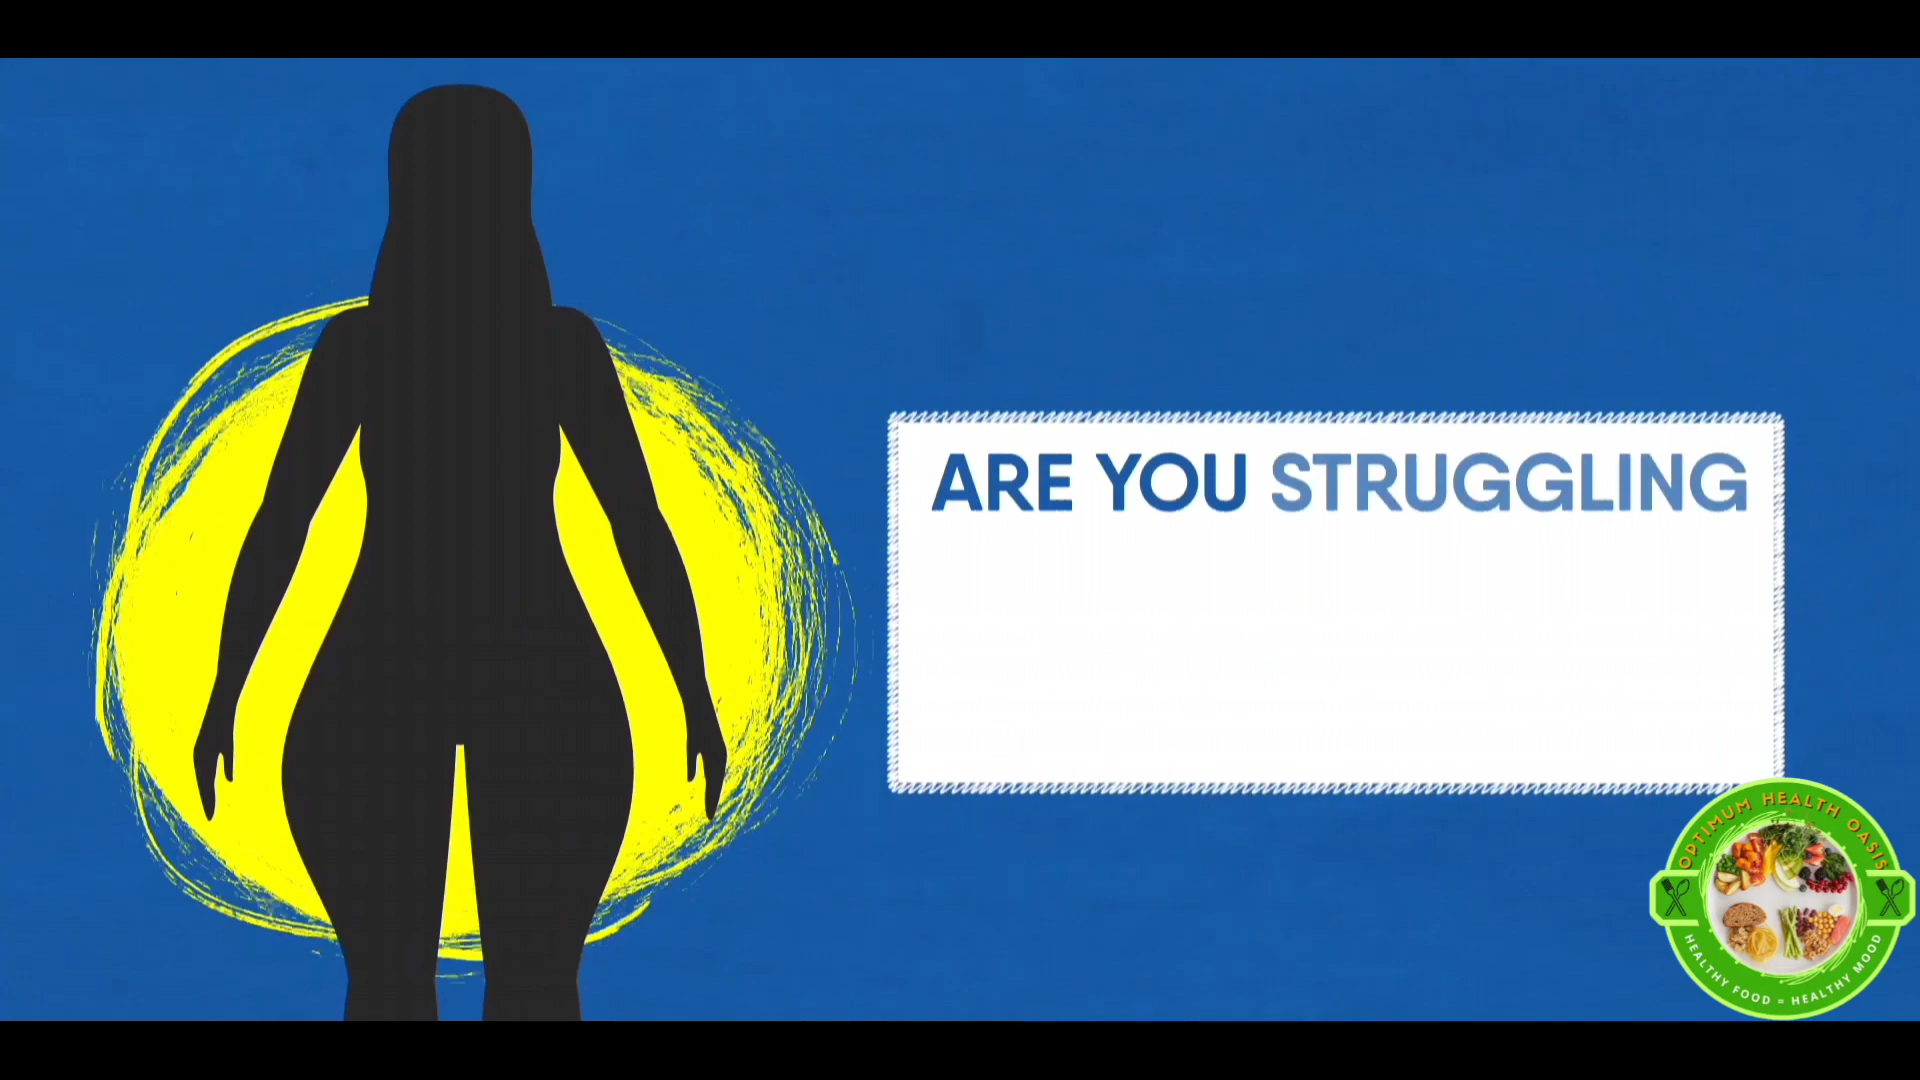 ARE YOU STRUGGLING
OPTIMUM HEALTH OASIS
HEALTHY FOOD = HEALTHY MOOD